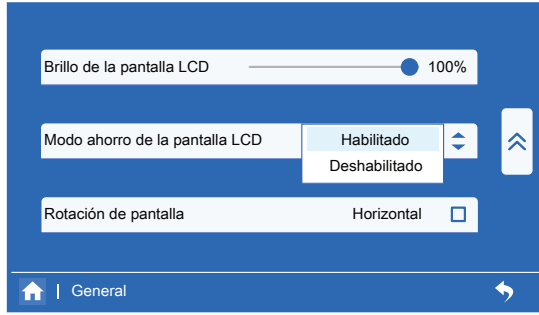 Brillo de la pantalla LCD 100%
Modo ahorro de la pantalla LCD Habilitado
Deshabilitado
Rotación de pantalla Horizontal
General